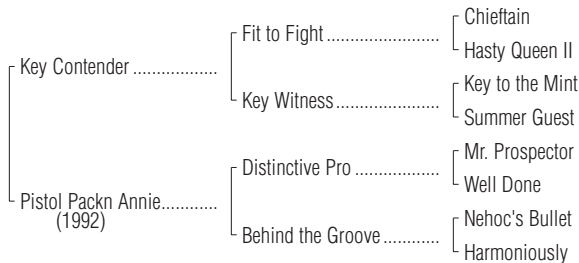 Chieftain
Fit to Fight ........................
Hasty Queen II
Key Contender ..................
Key to the Mint
Key Witness ......................
Summer Guest
Mr. Prospector
Distinctive Pro ..................
Well Done
Pistol Packn Annie............
(1992)
Nehoc's Bullet
Behind the Groove ............
Harmoniously